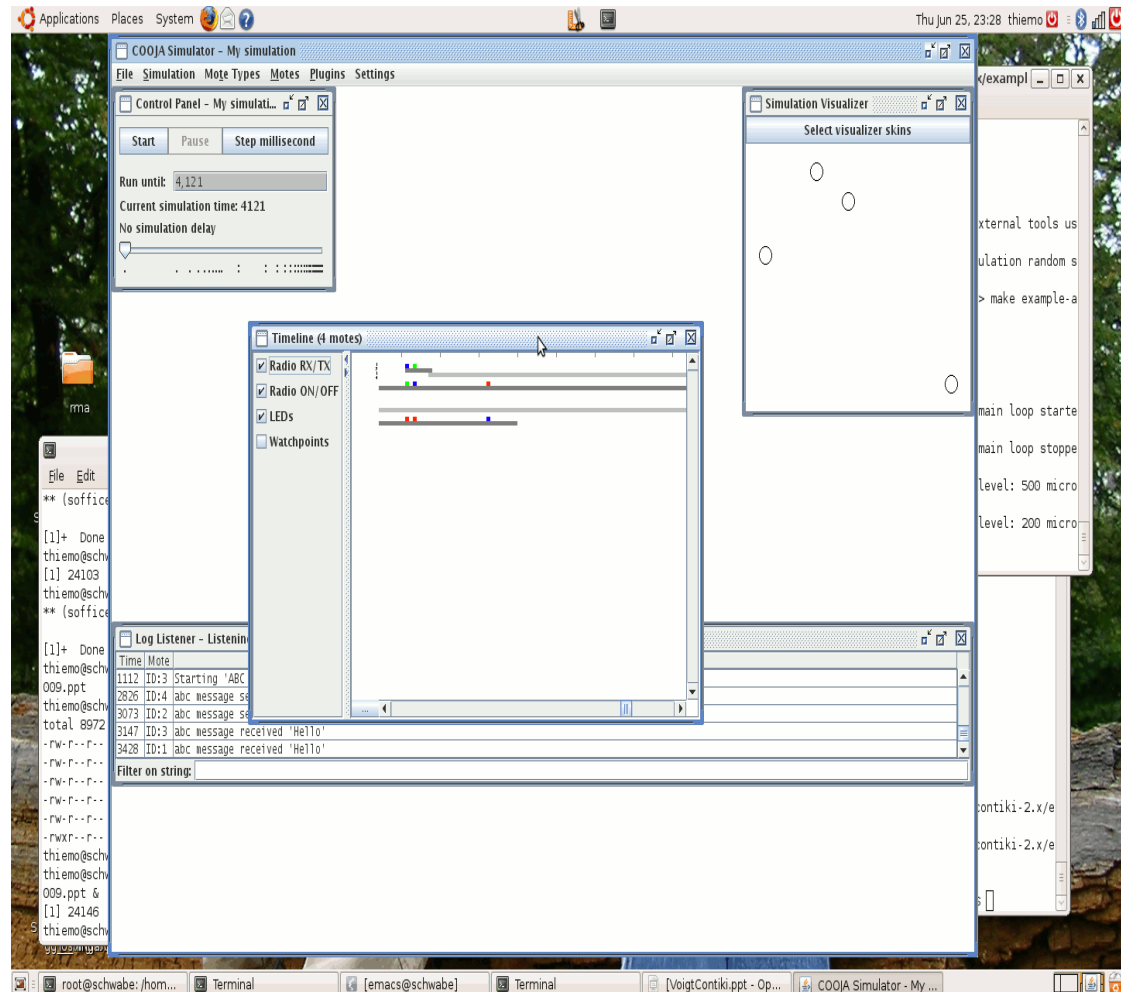 Applications Places System
Thu Jun 25, 23:28 thiemo
COOJA Simulator - My simulation
File Simulation Mote Types Motes Plugins Settings
Control Panel - My simulati...
Start Pause Step millisecond
Run until: 4,121
Current simulation time: 4121
No simulation delay
Simulation Visualizer
Select visualizer skins
Timeline (4 motes)
Radio RX/TX
Radio ON/OFF
LEDs
Watchpoints
...
Log Listener - Listenin
Time Mote
1112 ID:3 Starting 'ABC
2826 ID:4 abc message se
3073 ID:2 abc message se
3147 ID:3 abc message received 'Hello'
3428 ID:1 abc message received 'Hello'
Filter on string:
/exampl
xternal tools us
ulation random s
> make example-a
main loop starte
main loop stoppe
level: 500 micro
level: 200 micro
contiki-2.x/e
contiki-2.x/e
rma
File Edit
** (soffice
[1]+ Done
thiemo@schw
[1] 24103
thiemo@schw
** (soffice
[1]+ Done
thiemo@schw
009.ppt
thiemo@schw
total 8972
-rw-r--r--
-rw-r--r--
-rw-r--r--
-rw-r--r--
-rw-r--r--
-rw-r--r--
-rwxr--r--
thiemo@schw
thiemo@schw
009.ppt &
[1] 24146
thiemo@schw
root@schwabe: /hom...
Terminal
[emacs@schwabe]
Terminal
[VoigtContiki.ppt - Op...
COOJA Simulator - My ...